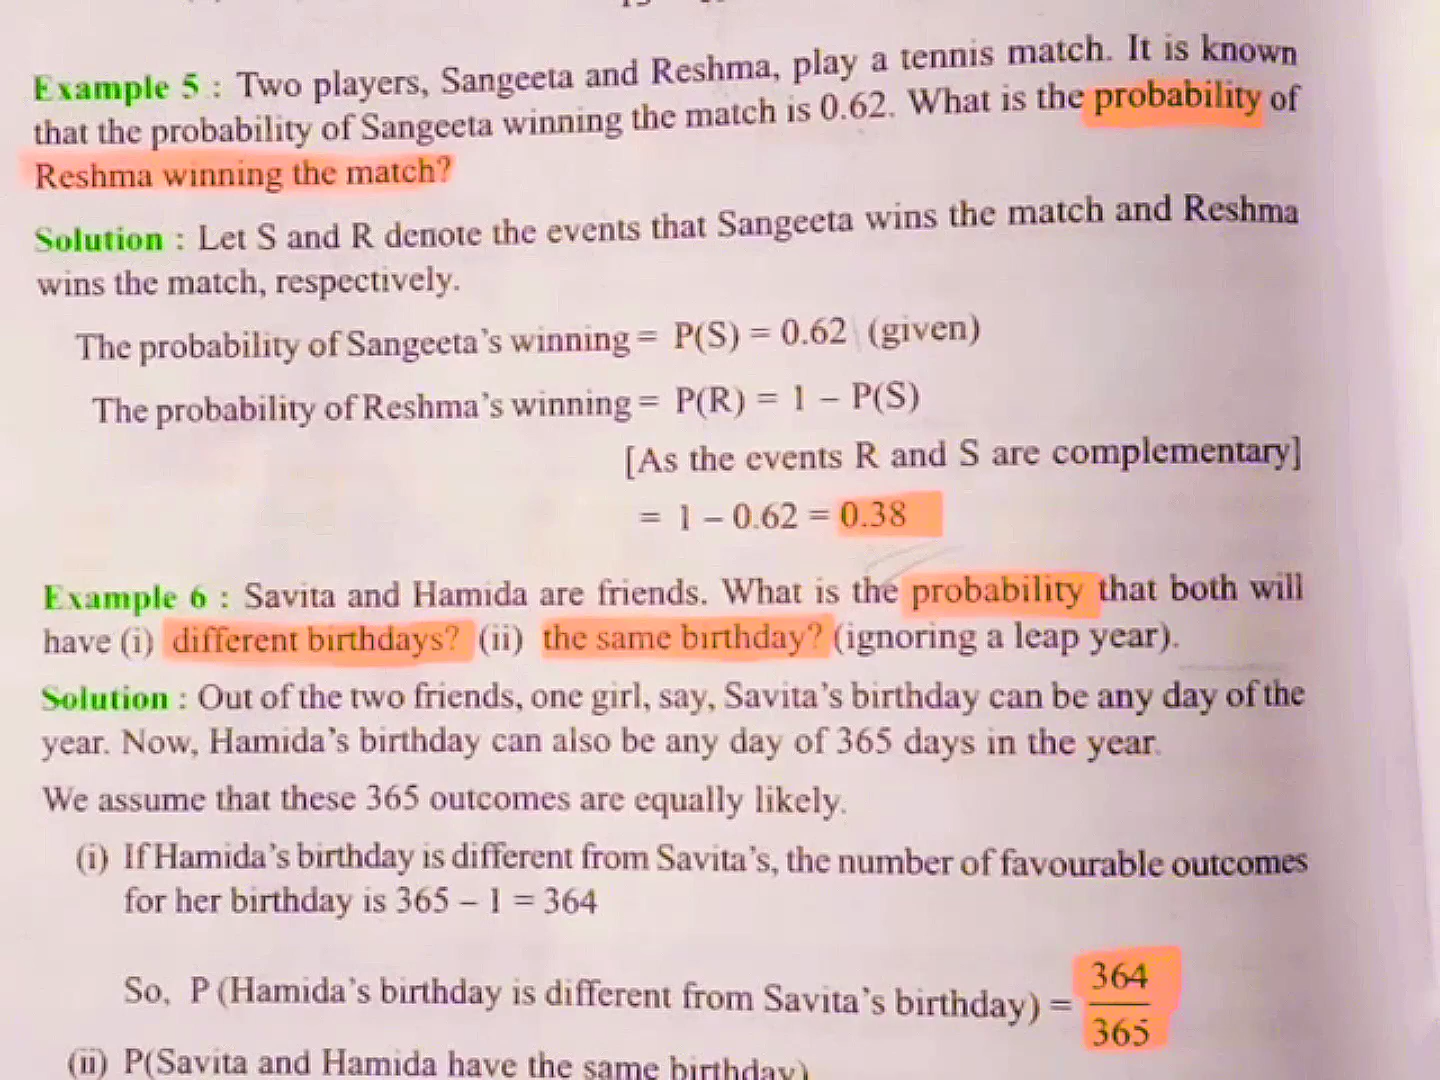 Example 5 : Two players, Sangeeta and Reshma, play a tennis match. It is known
that the probability of Sangeeta winning the match is 0.62. What is the probability of
Reshma winning the match?
Solution : Let S and R denote the events that Sangeeta wins the match and Reshma
wins the match, respectively.
The probability of Sangeeta's winning = P(S) = 0.62 (given)
The probability of Reshma's winning = P(R) = 1 – P(S)
[As the events R and S are complementary]
= 1 – 0.62 = 0.38
Example 6 : Savita and Hamida are friends. What is the probability that both will
have (i) different birthdays? (ii) the same birthday? (ignoring a leap year).
Solution : Out of the two friends, one girl, say, Savita's birthday can be any day of the
year. Now, Hamida's birthday can also be any day of 365 days in the year.
We assume that these 365 outcomes are equally likely.
(i) If Hamida's birthday is different from Savita's, the number of favourable outcomes
for her birthday is 365 – 1 = 364
So, P (Hamida's birthday is different from Savita's birthday) = 364/365
(ii) P(Savita and Hamida have the same birthday)